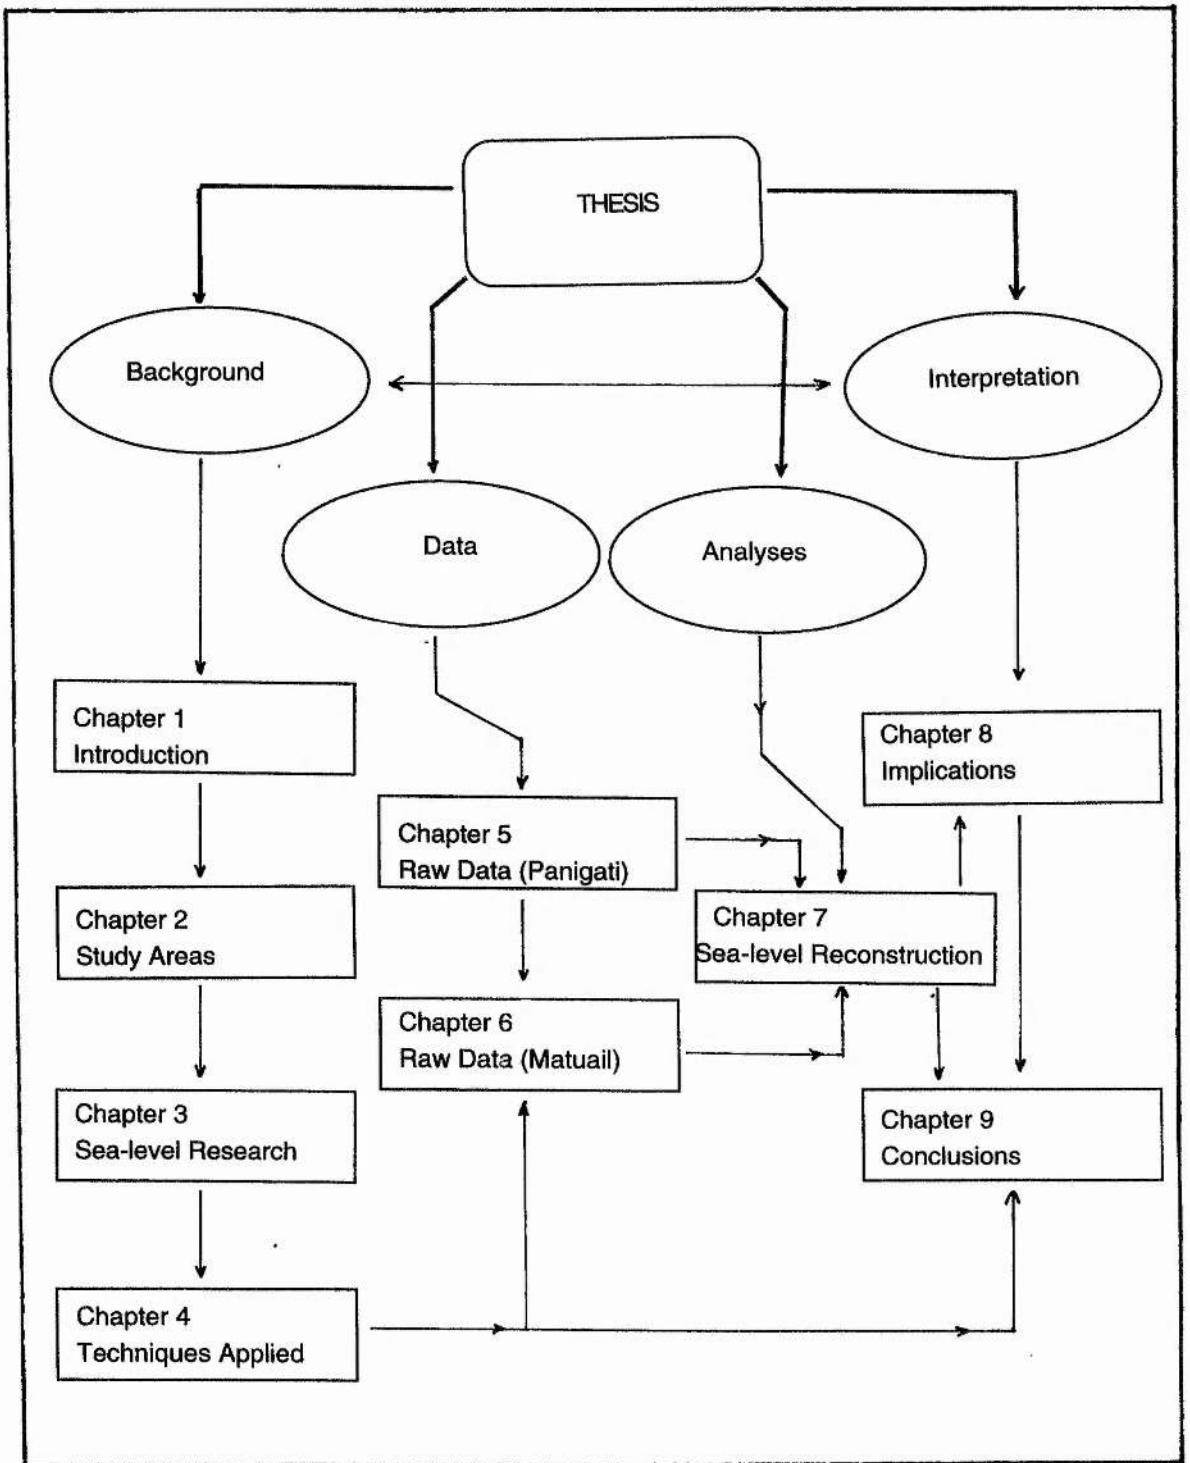 THESIS
Background
Interpretation
Data
Analyses
Chapter 1
Introduction
Chapter 2
Study Areas
Chapter 3
Sea-level Research
Chapter 4
Techniques Applied
Chapter 5
Raw Data (Panigati)
Chapter 6
Raw Data (Matuail)
Chapter 7
Sea-level Reconstruction
Chapter 8
Implications
Chapter 9
Conclusions